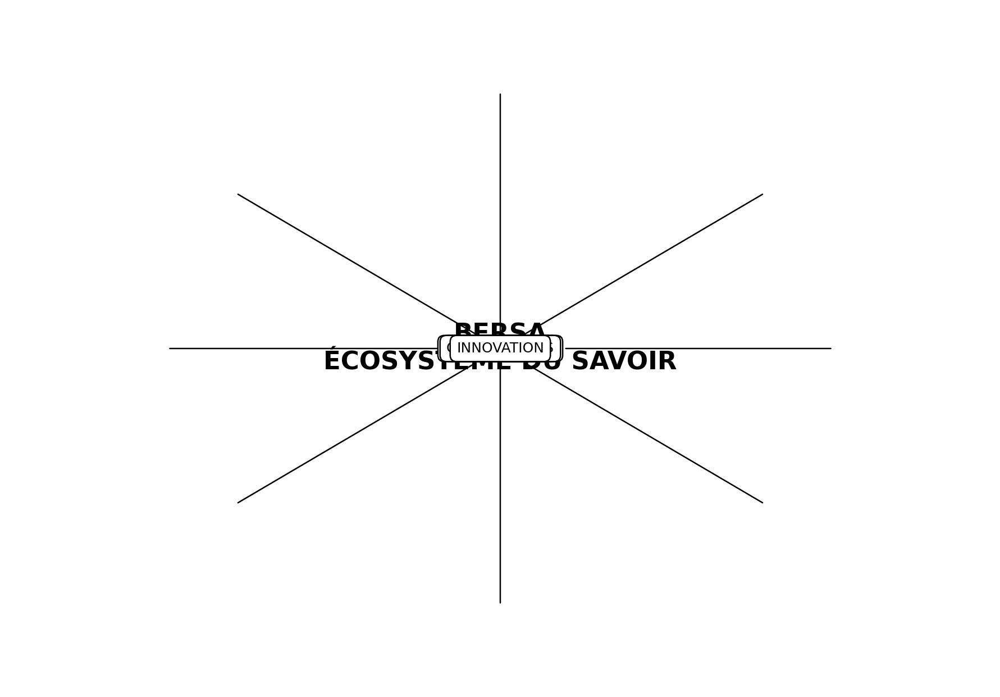 BERSA
INNOVATION
ÉCOSYSTÈME DU SAVOIR